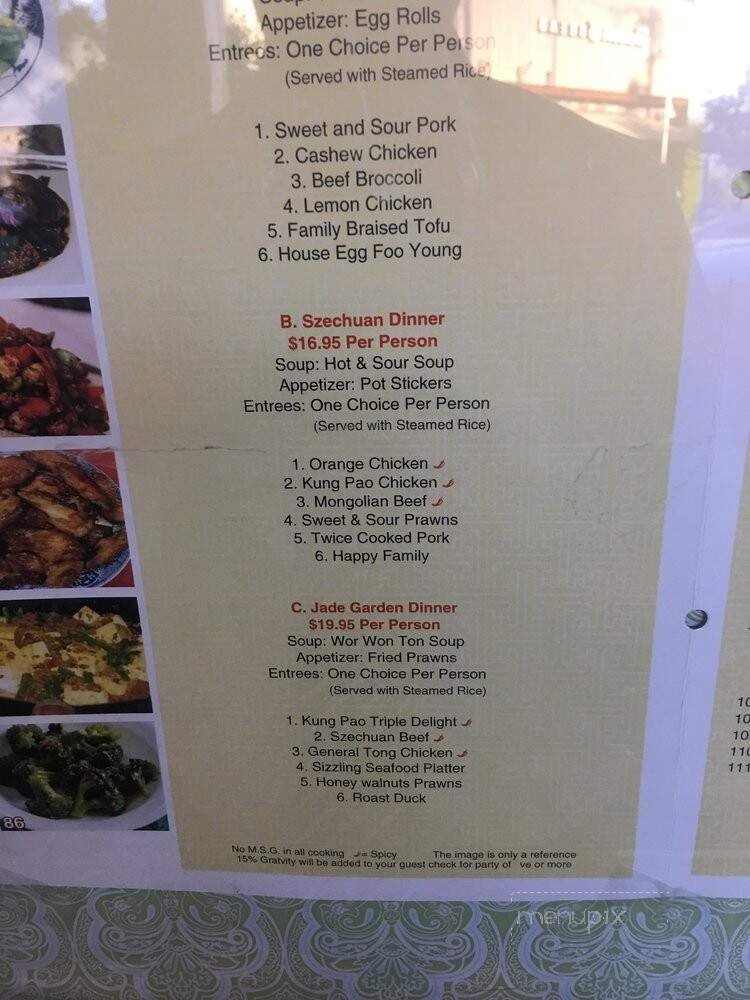 Soup:
Appetizer: Egg Rolls
Entrees: One Choice Per Person
(Served with Steamed Rice)
1. Sweet and Sour Pork
2. Cashew Chicken
3. Beef Broccoli
4. Lemon Chicken
5. Family Braised Tofu
6. House Egg Foo Young
B. Szechuan Dinner
$16.95 Per Person
Soup: Hot & Sour Soup
Appetizer: Pot Stickers
Entrees: One Choice Per Person
(Served with Steamed Rice)
1. Orange Chicken
2. Kung Pao Chicken
3. Mongolian Beef
4. Sweet & Sour Prawns
5. Twice Cooked Pork
6. Happy Family
C. Jade Garden Dinner
$19.95 Per Person
Soup: Wor Won Ton Soup
Appetizer: Fried Prawns
Entrees: One Choice Per Person
(Served with Steamed Rice)
1. Kung Pao Triple Delight
2. Szechuan Beef
3. General Tong Chicken
4. Sizzling Seafood Platter
5. Honey walnuts Prawns
6. Roast Duck
No M.S.G. in all cooking = Spicy The image is only a reference
15% Gratvity will be added to your guest check for party of ve or more
86
10
10
10
110
111
menupix